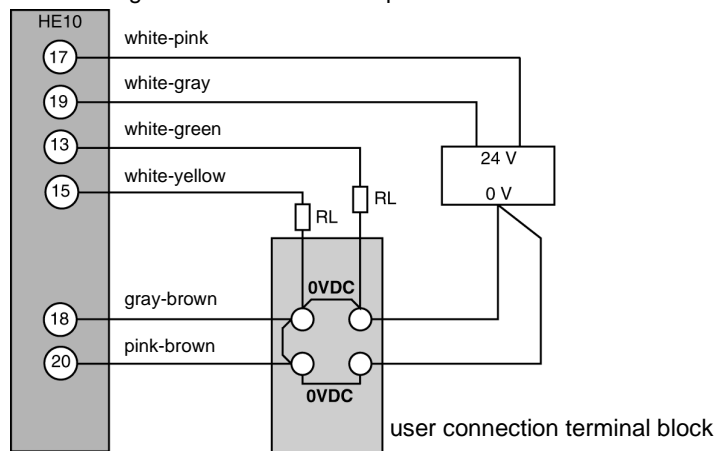 HE10
17
white-pink
19
white-gray
13
white-green
15
white-yellow
24 V
0 V
RL
RL
0VDC
18
gray-brown
20
pink-brown
0VDC
user connection terminal block